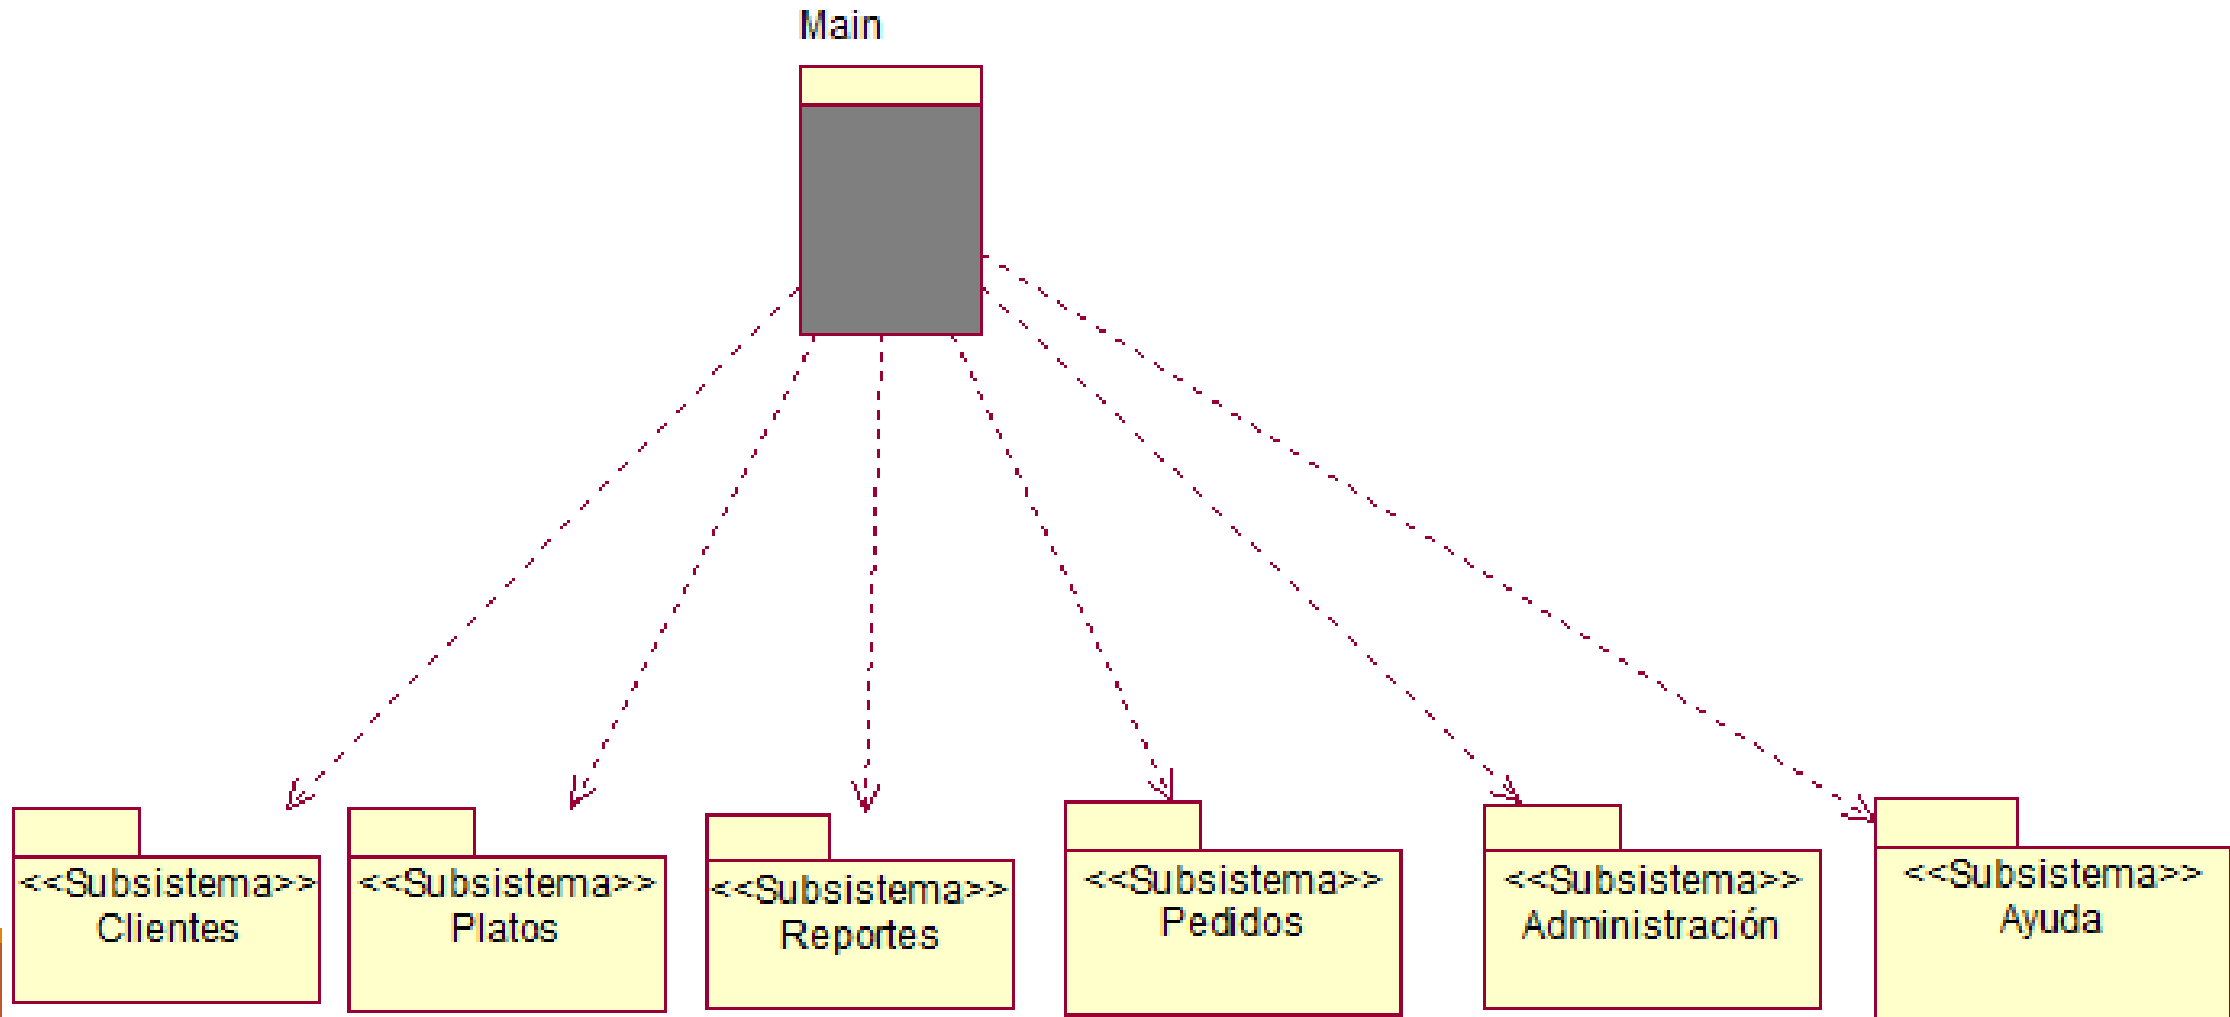 Main
<<Subsistema>>
Clientes
<<Subsistema>>
Platos
<<Subsistema>>
Reportes
<<Subsistema>>
Pedidos
<<Subsistema>>
Administración
<<Subsistema>>
Ayuda